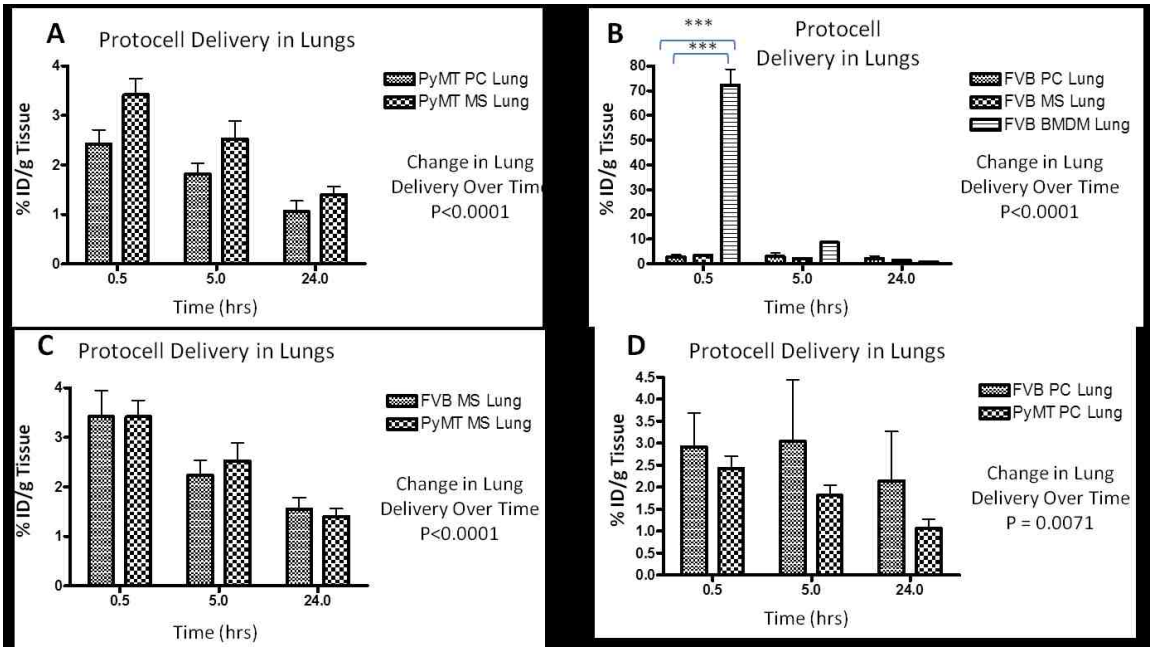 A
Protocell Delivery in Lungs
% ID/g Tissue
4
3
2
1
0
0.5
5.0
24.0
Time (hrs)
PyMT PC Lung
PyMT MS Lung
Change in Lung
Delivery Over Time
P<0.0001
B
Protocell
Delivery in Lungs
***
***
% ID/g Tissue
80
70
60
50
40
30
20
10
0
0.5
5.0
24.0
Time (hrs)
FVB PC Lung
FVB MS Lung
FVB BMDM Lung
Change in Lung
Delivery Over Time
P<0.0001
C
Protocell Delivery in Lungs
% ID/g Tissue
4
3
2
1
0
0.5
5.0
24.0
Time (hrs)
FVB MS Lung
PyMT MS Lung
Change in Lung
Delivery Over Time
P<0.0001
D
Protocell Delivery in Lungs
% ID/g Tissue
4.5
4.0
3.5
3.0
2.5
2.0
1.5
1.0
0.5
0.0
0.5
5.0
24.0
Time (hrs)
FVB PC Lung
PyMT PC Lung
Change in Lung
Delivery Over Time
P = 0.0071